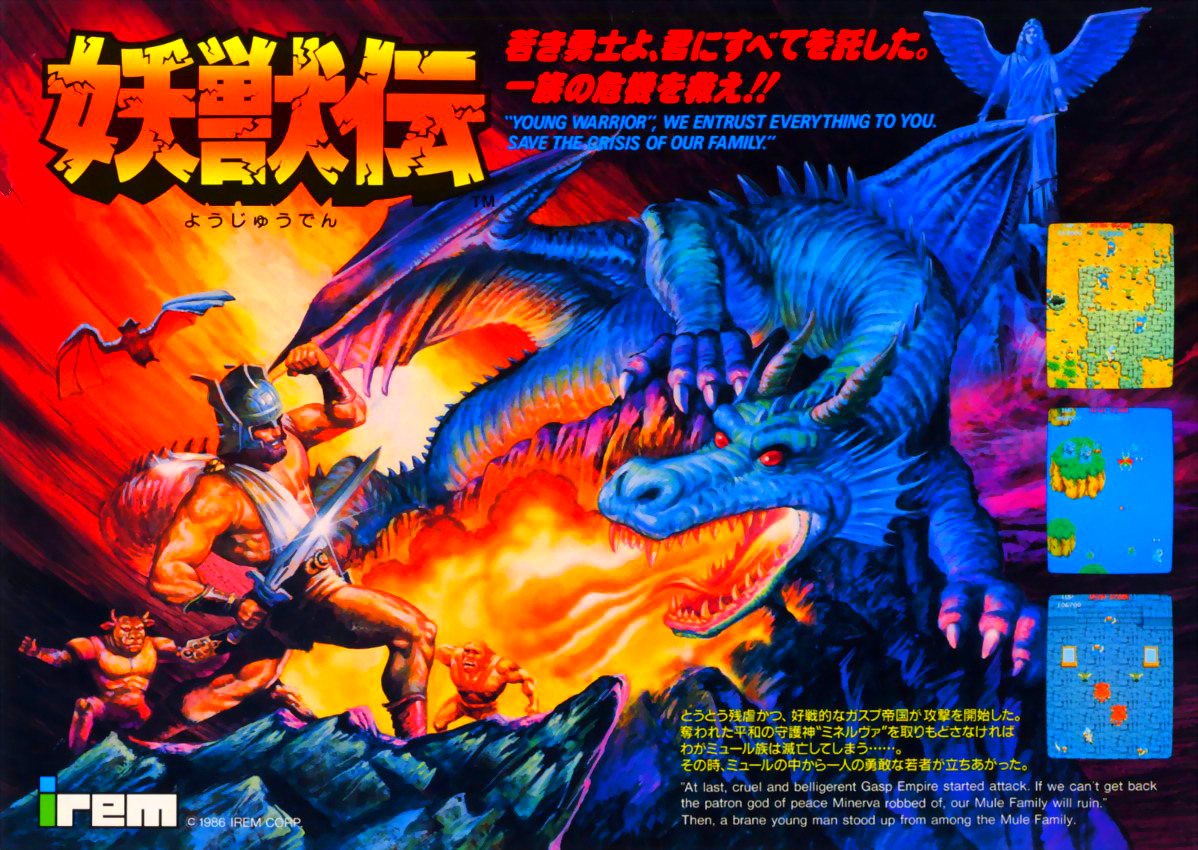 妖獣伝
ようじゅうでん
TM
若き勇士よ、君にすべてを託した。
一族の危機を救え!!
"YOUNG WARRIOR", WE ENTRUST EVERYTHING TO YOU.
SAVE THE CRISIS OF OUR FAMILY."
とうとう残虐かつ、好戦的なガスプ帝国が攻撃を開始した。
奪われた平和の守護神"ミネルヴァ"を取りもどさなければ
わがミュール族は滅亡してしまう……。
その時、ミュールの中から一人の勇敢な若者が立ちあがった。
"At last, cruel and belligerent Gasp Empire started attack. If we can't get back
the patron god of peace Minerva robbed of, our Mule Family will ruin."
Then, a brane young man stood up from among the Mule Family.
irem
© 1986 IREM CORP.